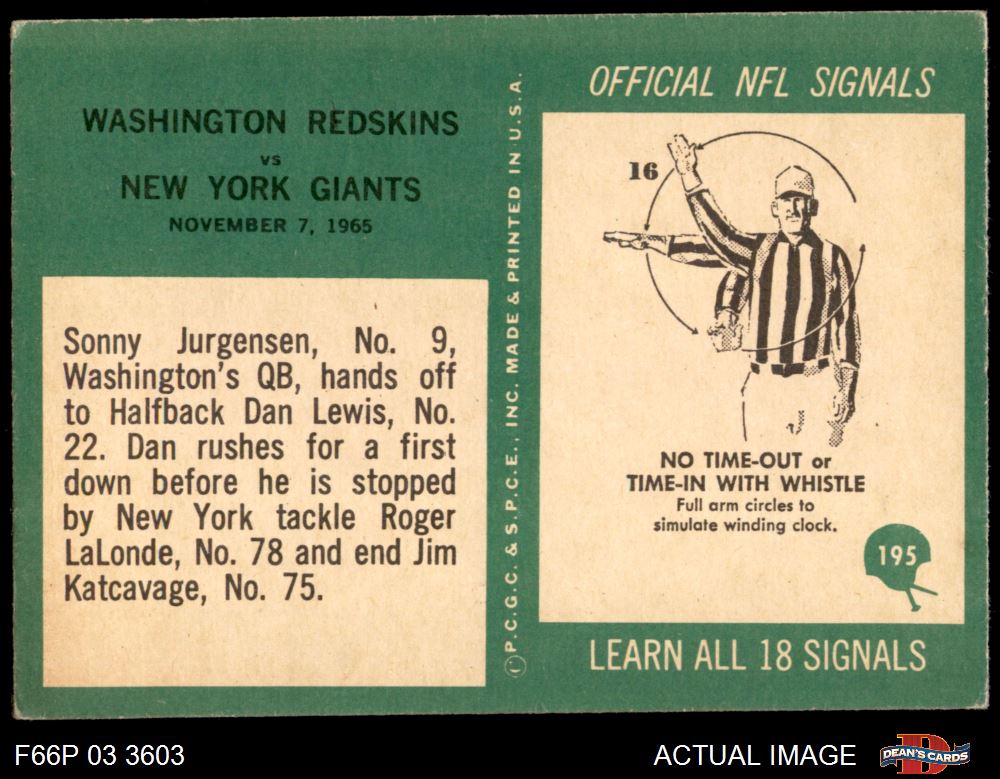 WASHINGTON REDSKINS
vs
NEW YORK GIANTS
NOVEMBER 7, 1965
Sonny Jurgensen, No. 9,
Washington's QB, hands off
to Halfback Dan Lewis, No.
22. Dan rushes for a first
down before he is stopped
by New York tackle Roger
LaLonde, No. 78 and end Jim
Katcavage, No. 75.
Ⓒ P.C.G.C. & S.P.C.E., INC. MADE & PRINTED IN U.S.A.
OFFICIAL NFL SIGNALS
16
NO TIME-OUT or
TIME-IN WITH WHISTLE
Full arm circles to
simulate winding clock.
195
LEARN ALL 18 SIGNALS
F66P 03 3603
ACTUAL IMAGE
DEAN'S CARDS